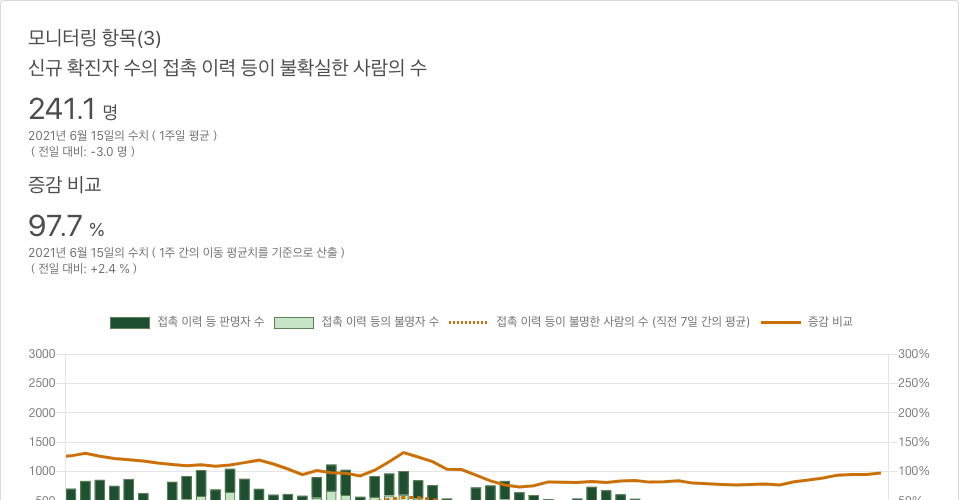 모니터링 항목(3)
신규 확진자 수의 접촉 이력 등이 불확실한 사람의 수
241.1 명
2021년 6월 15일의 수치 ( 1주일 평균 )
( 전일 대비: -3.0 명 )
증감 비교
97.7 %
2021년 6월 15일의 수치 ( 1주 간의 이동 평균치를 기준으로 산출 )
( 전일 대비: +2.4 % )
접촉 이력 등 판명자 수 접촉 이력 등의 불명자 수 접촉 이력 등이 불명한 사람의 수 (직전 7일 간의 평균) 증감 비교
3000 300%
2500 250%
2000 200%
1500 150%
1000 100%
500 50%